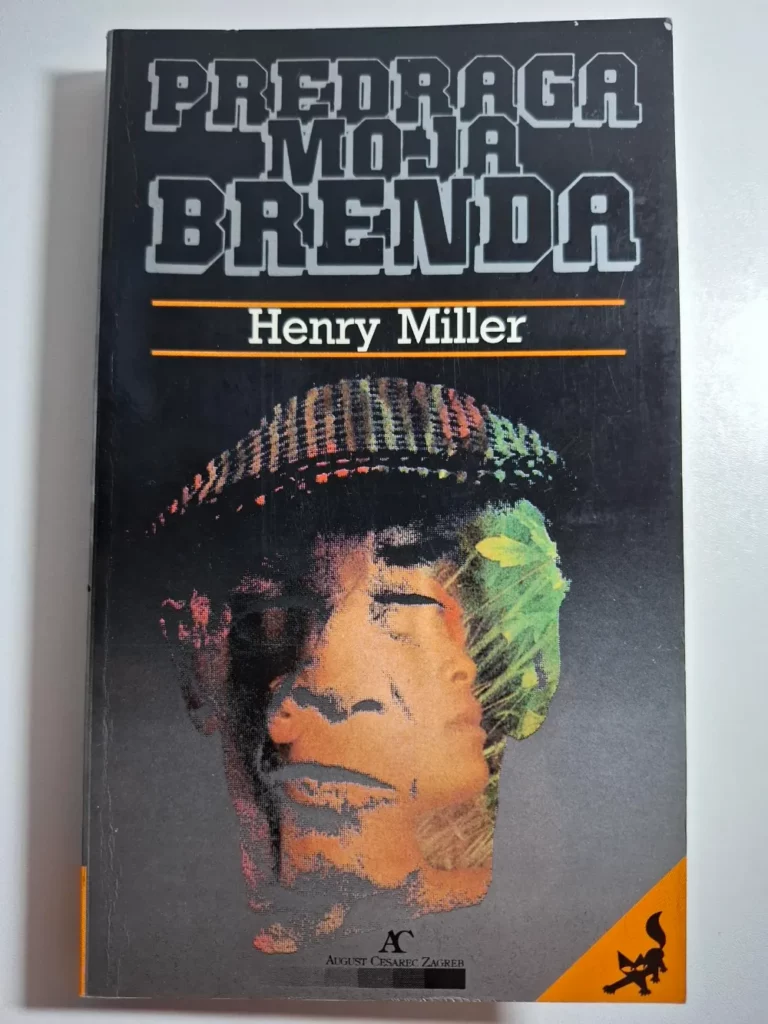 PREDRAGA
MOJA
BRENDA
Henry Miller
AC
AUGUST CESAREC ZAGREB